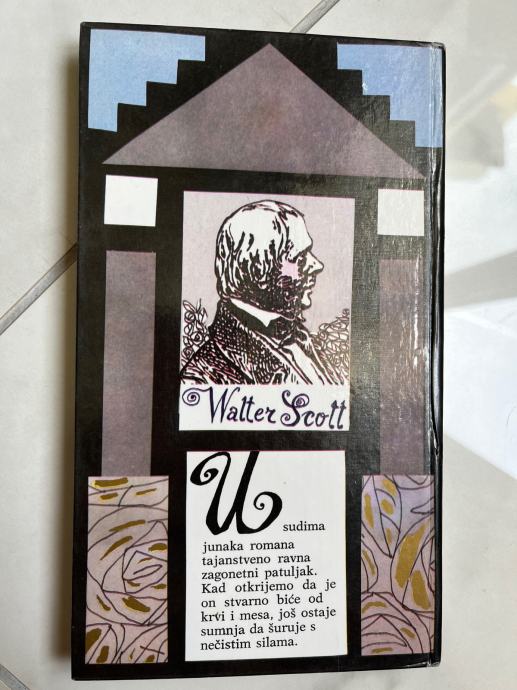 Walter Scott
U sudima
junaka romana
tajanstveno ravna
zagonetni patuljak.
Kad otkrijemo da je
on stvarno biće od
krvi i mesa, još ostaje
sumnja da šuruje s
nečistim silama.